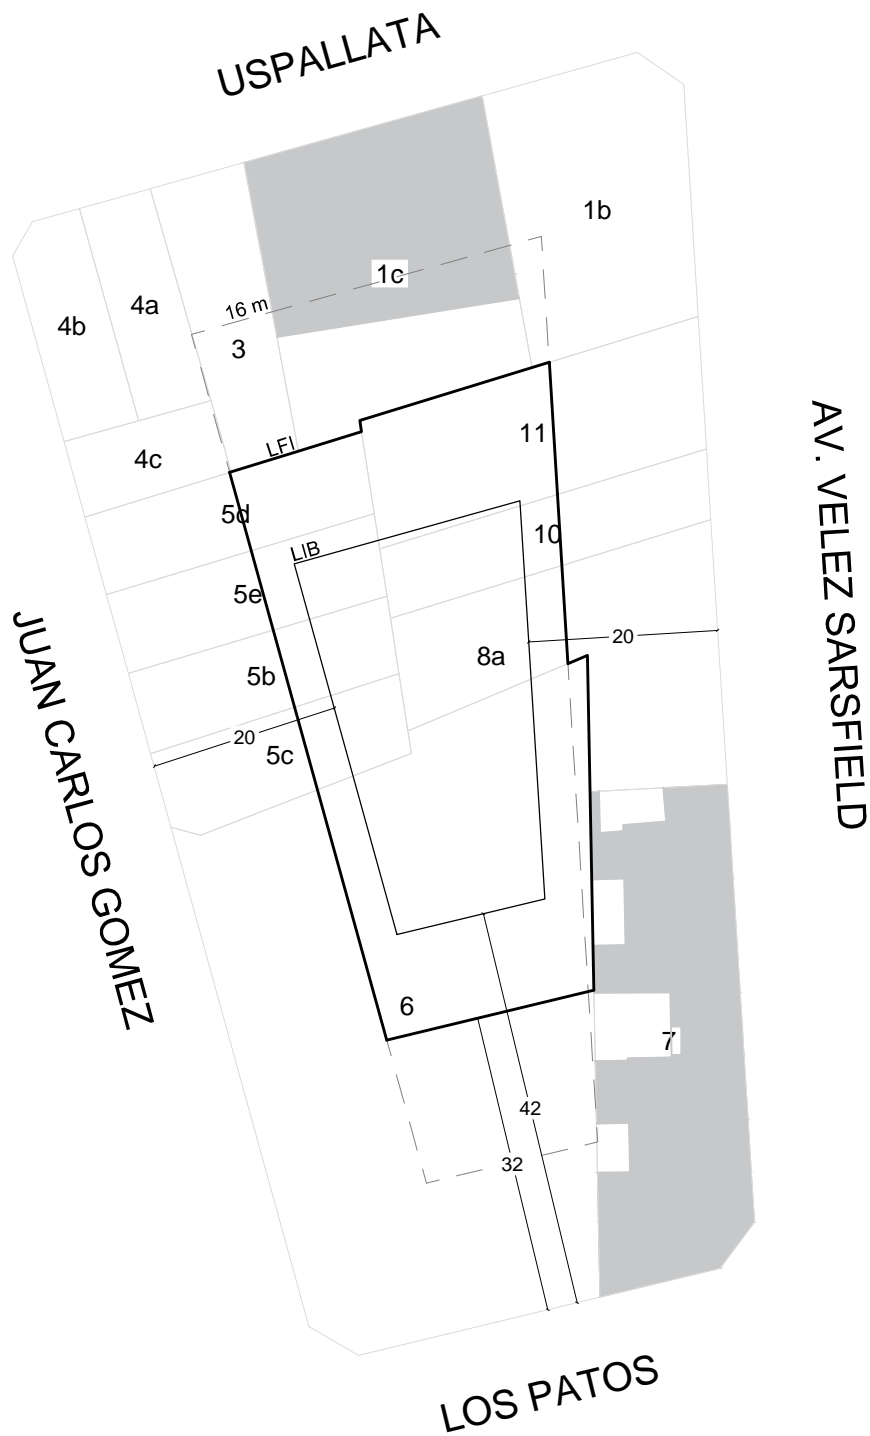 USPALLATA
1b
1c
4a
16 m
4b
3
AV. VELEZ SARSFIELD
11
LFI
4c
5d
10
LIB
5e
JUAN CARLOS GOMEZ
20
8a
5b
20
5c
6
7
42
32
LOS PATOS